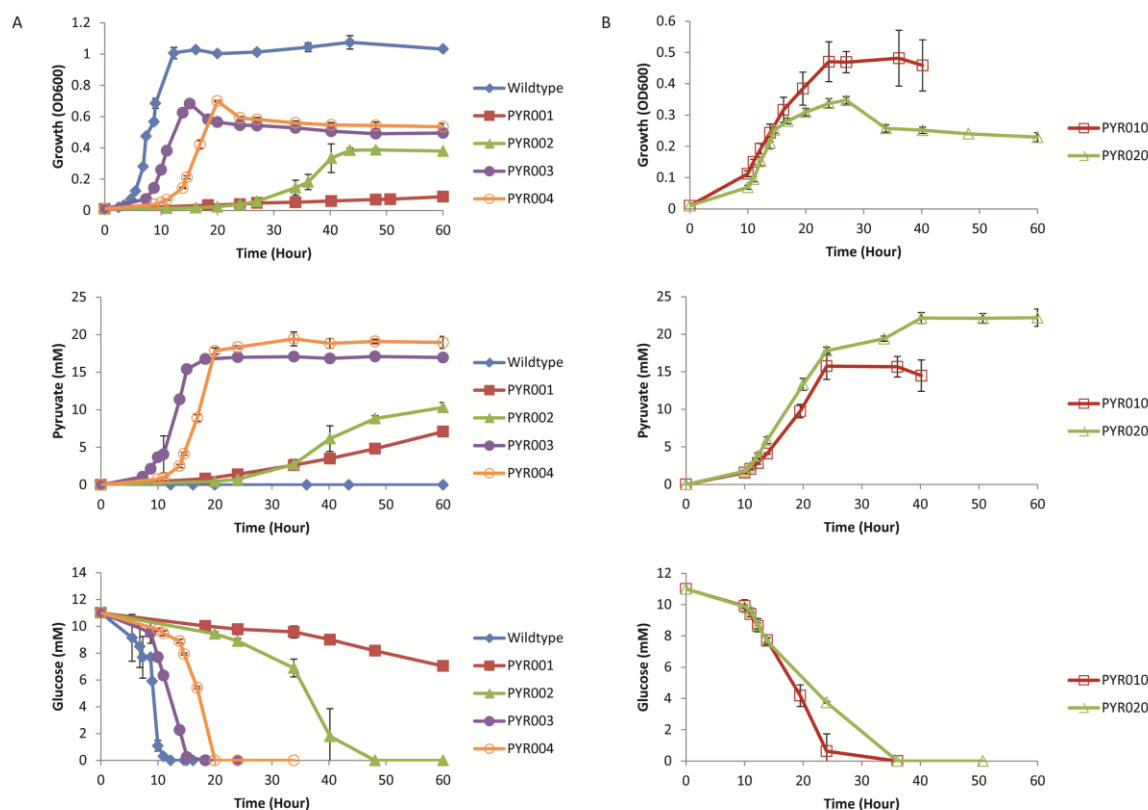 A
Growth (OD600)
1.2
1
0.8
0.6
0.4
0.2
0
0 10 20 30 40 50 60
Time (Hour)
Wildtype
PYR001
PYR002
PYR003
PYR004
Pyruvate (mM)
25
20
15
10
5
0
0 10 20 30 40 50 60
Time (Hour)
Wildtype
PYR001
PYR002
PYR003
PYR004
Glucose (mM)
14
12
10
8
6
4
2
0
0 10 20 30 40 50 60
Time (Hour)
Wildtype
PYR001
PYR002
PYR003
PYR004
B
Growth (OD600)
0.6
0.5
0.4
0.3
0.2
0.1
0
0 10 20 30 40 50 60
Time (Hour)
PYR010
PYR020
Pyruvate (mM)
25
20
15
10
5
0
0 10 20 30 40 50 60
Time (Hour)
PYR010
PYR020
Glucose (mM)
12
10
8
6
4
2
0
0 10 20 30 40 50 60
Time (Hour)
PYR010
PYR020